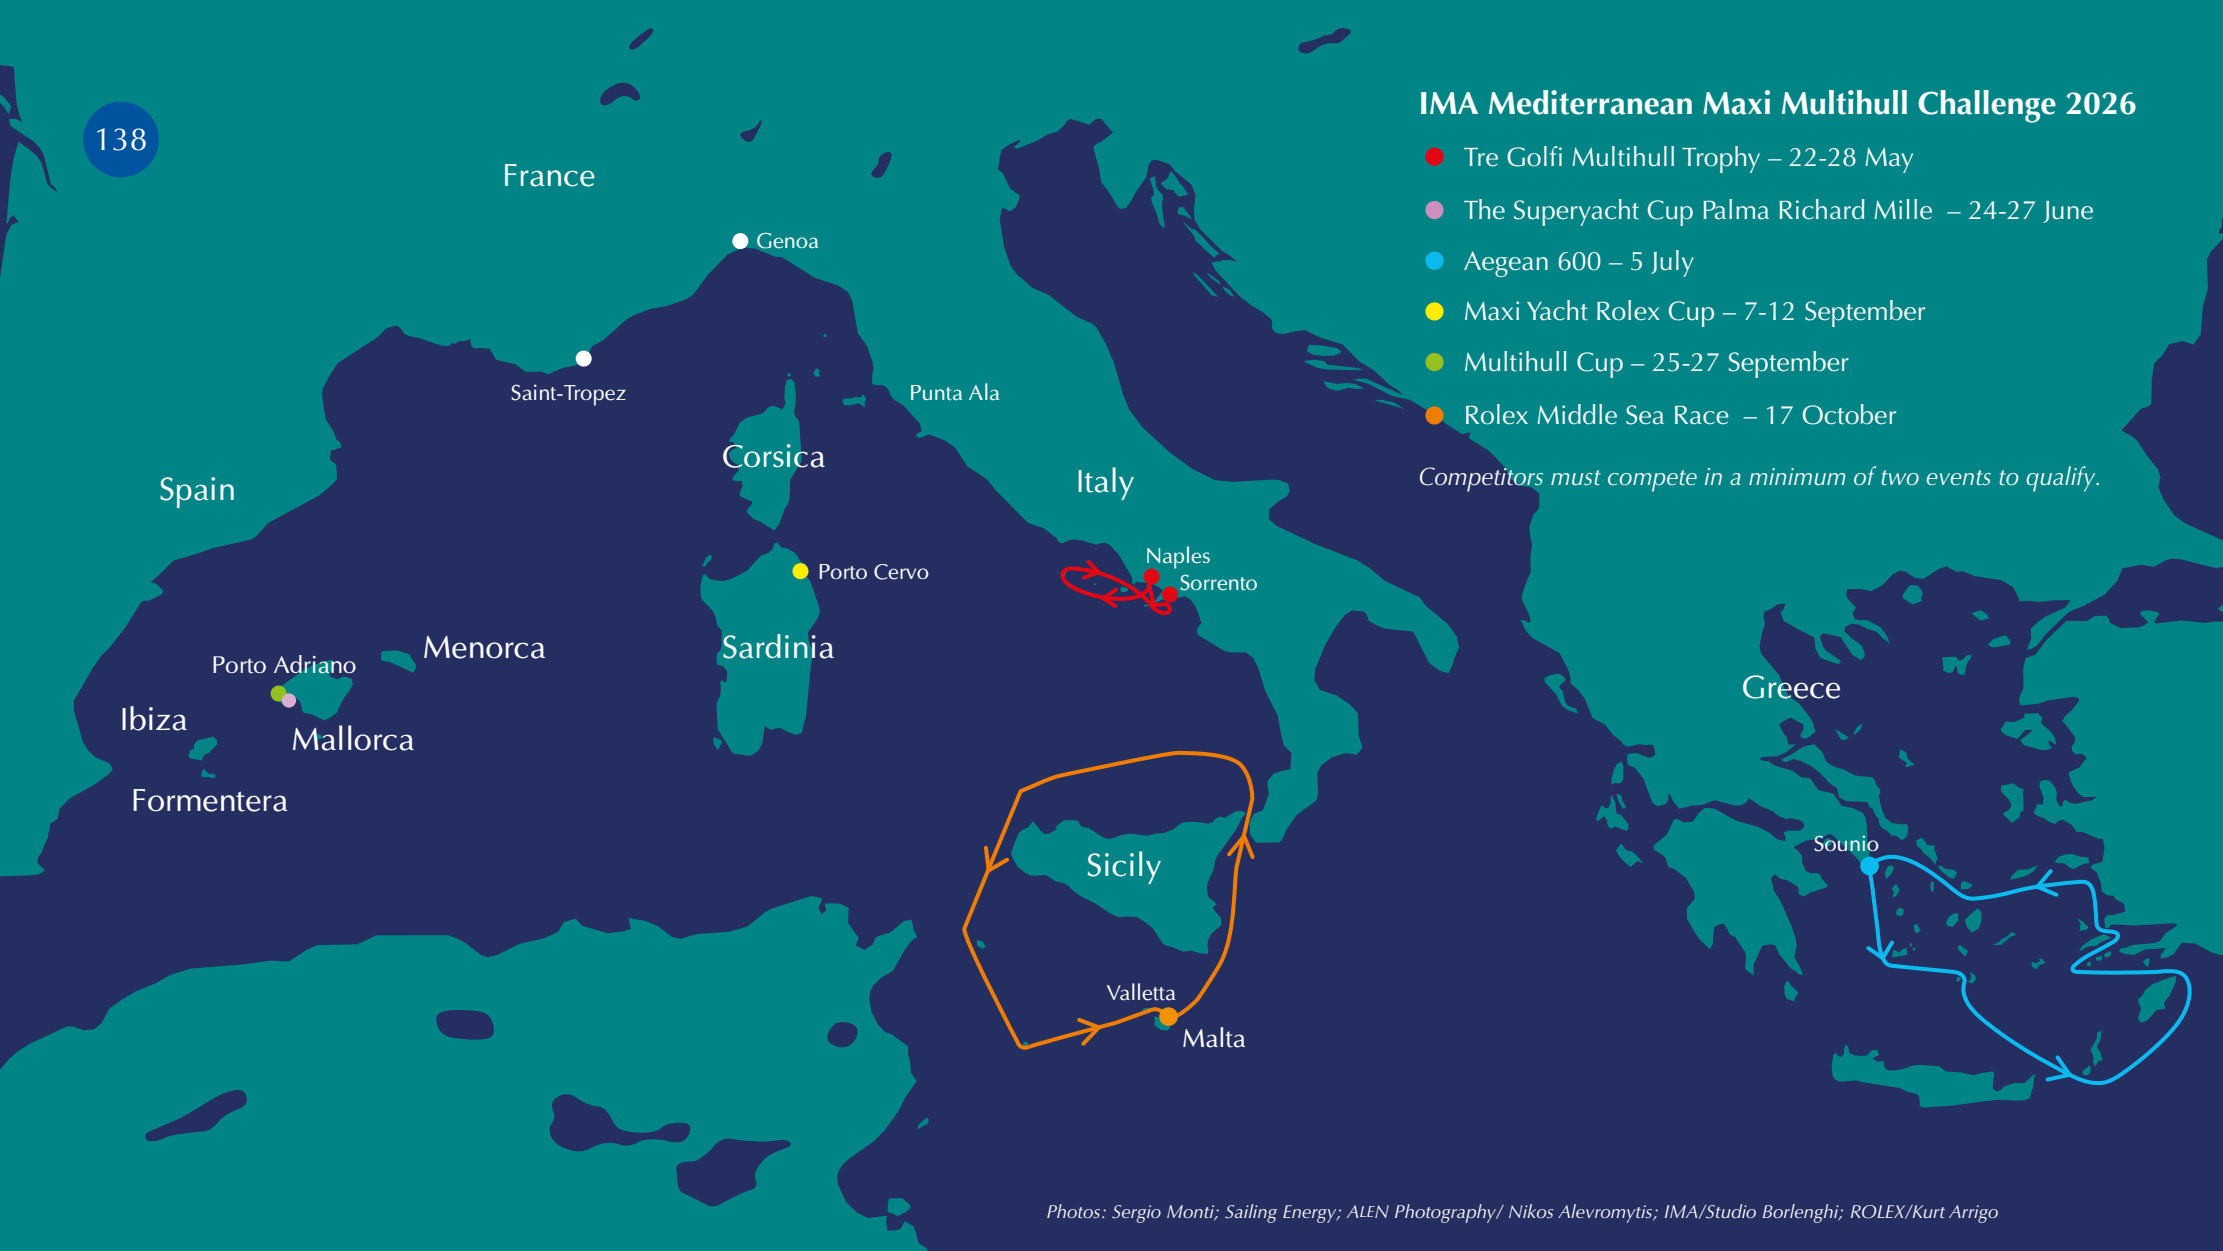 138
IMA Mediterranean Maxi Multihull Challenge 2026
Tre Golfi Multihull Trophy – 22-28 May
The Superyacht Cup Palma Richard Mille – 24-27 June
Aegean 600 – 5 July
Maxi Yacht Rolex Cup – 7-12 September
Multihull Cup – 25-27 September
Rolex Middle Sea Race – 17 October
Competitors must compete in a minimum of two events to qualify.
France
Genoa
Saint-Tropez
Punta Ala
Corsica
Italy
Spain
Naples
Porto Cervo
Sorrento
Menorca
Sardinia
Porto Adriano
Greece
Ibiza
Mallorca
Formentera
Sounio
Sicily
Valletta
Malta
Photos: Sergio Monti; Sailing Energy; ALEN Photography/ Nikos Alevromytis; IMA/Studio Borlenghi; ROLEX/Kurt Arrigo